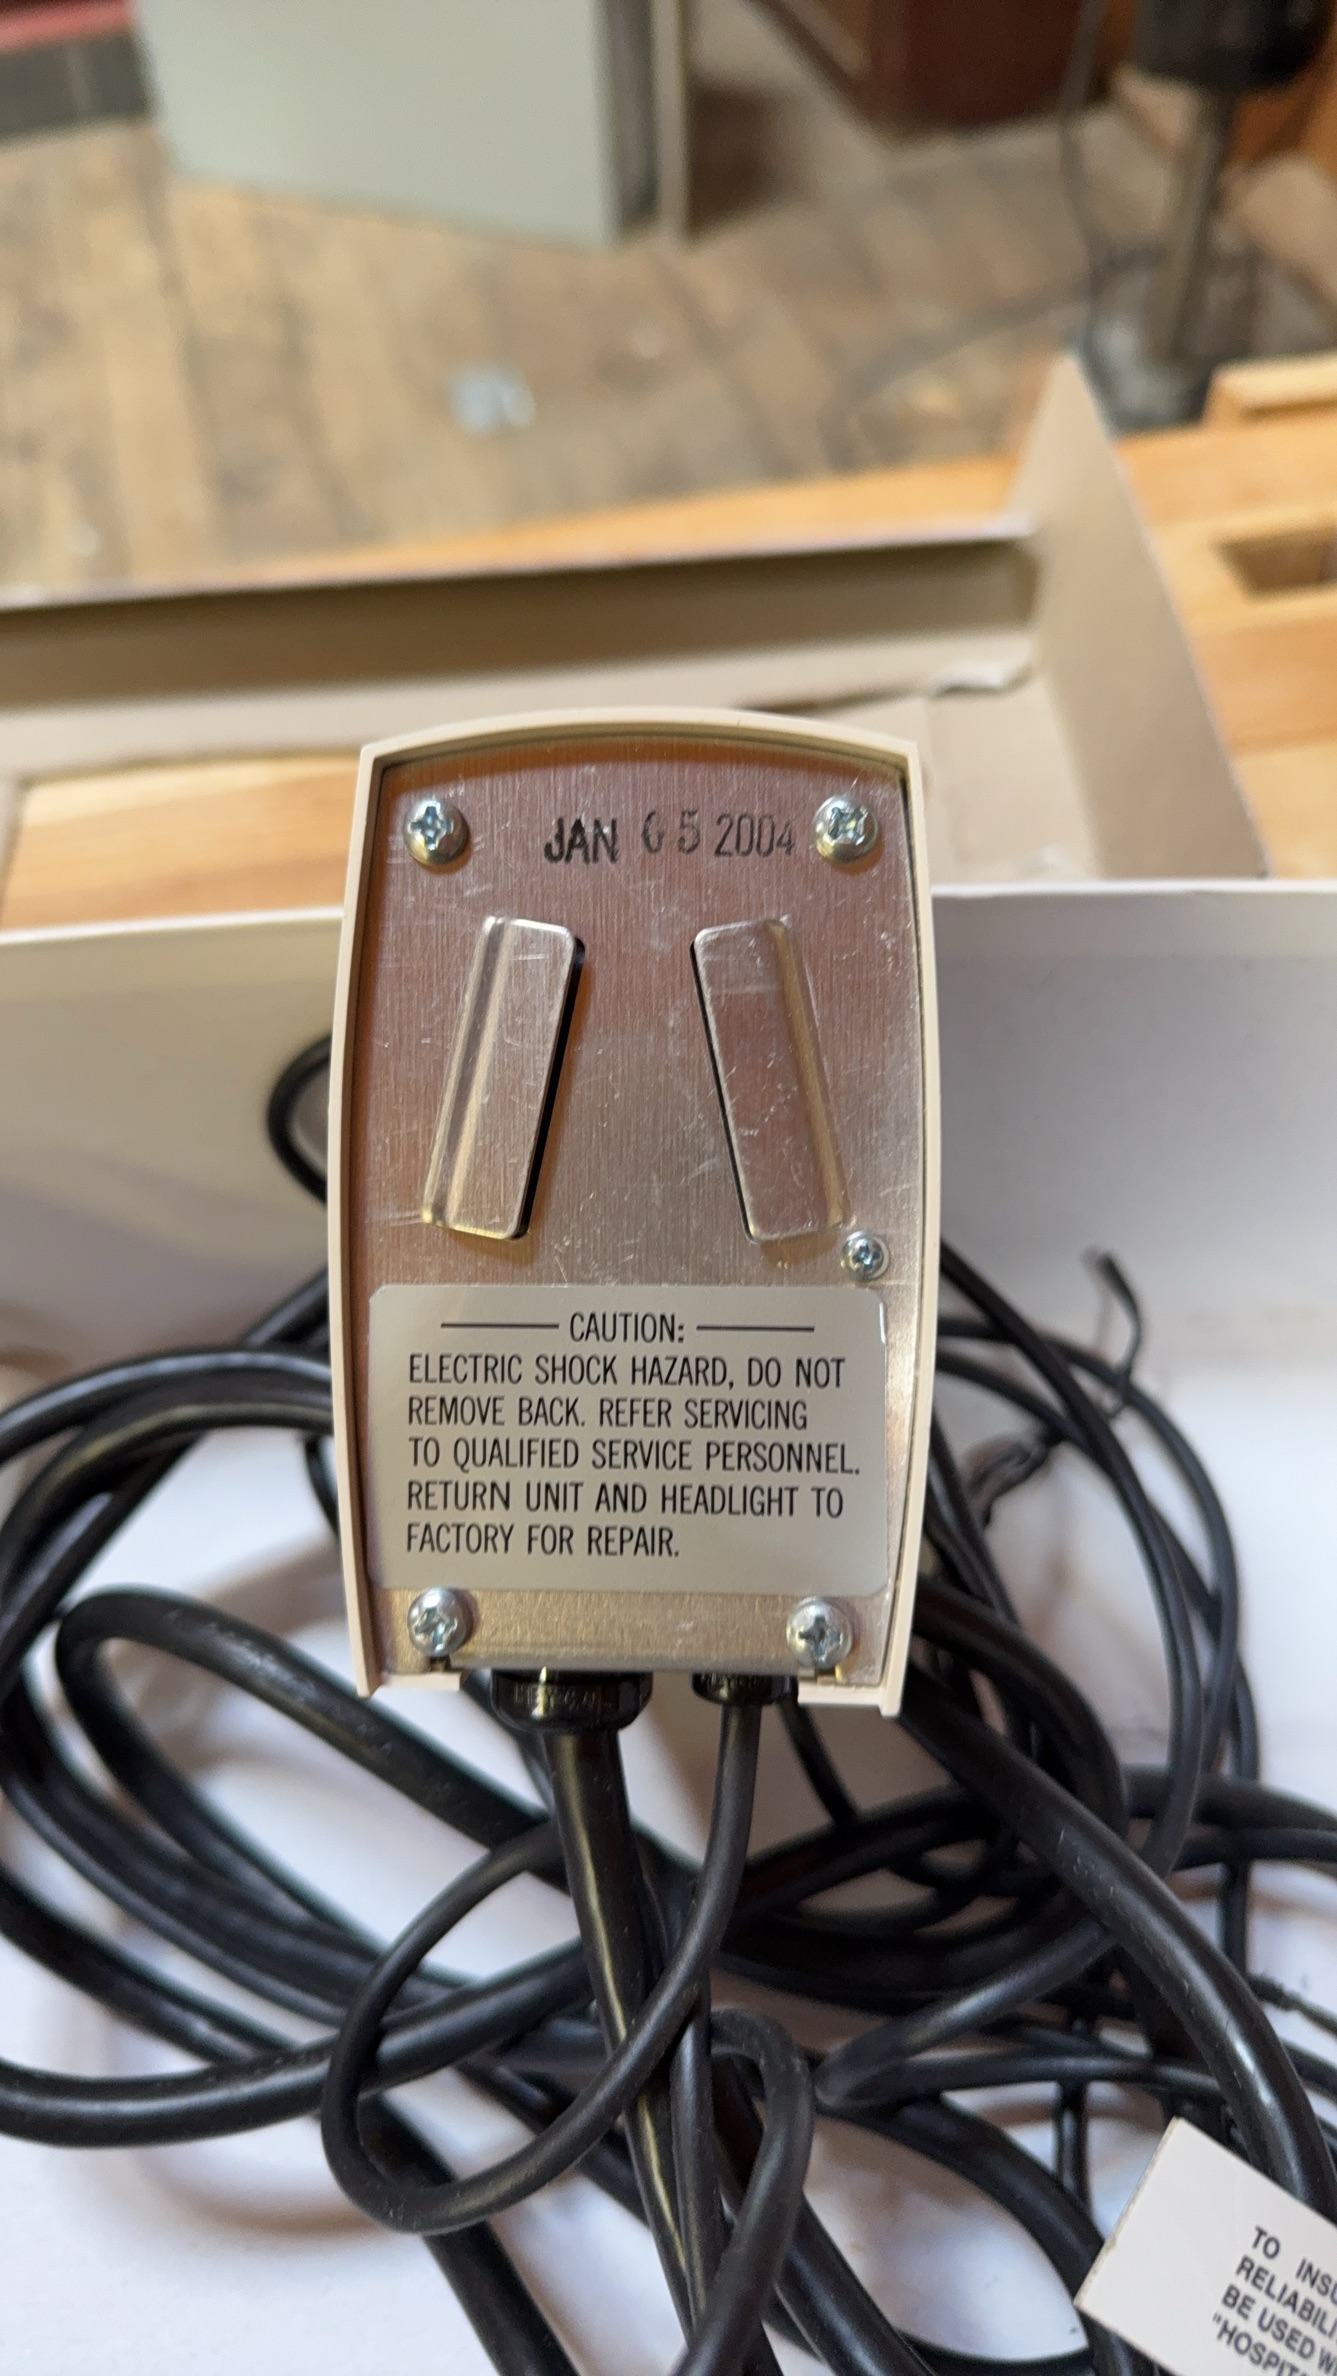 JAN 05 2004
CAUTION:
ELECTRIC SHOCK HAZARD, DO NOT
REMOVE BACK. REFER SERVICING
TO QUALIFIED SERVICE PERSONNEL.
RETURN UNIT AND HEADLIGHT TO
FACTORY FOR REPAIR.
TO
BE USED